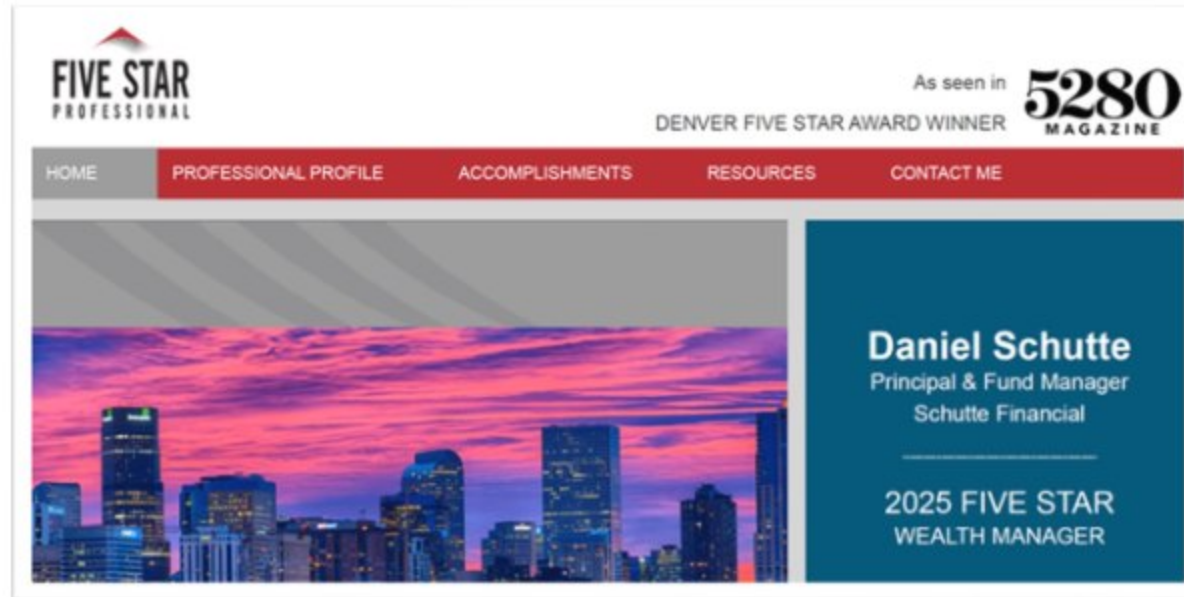 FIVE STAR
PROFESSIONAL
As seen in
5280
MAGAZINE
DENVER FIVE STAR AWARD WINNER
HOME PROFESSIONAL PROFILE ACCOMPLISHMENTS RESOURCES CONTACT ME
Daniel Schutte
Principal & Fund Manager
Schutte Financial
2025 FIVE STAR
WEALTH MANAGER